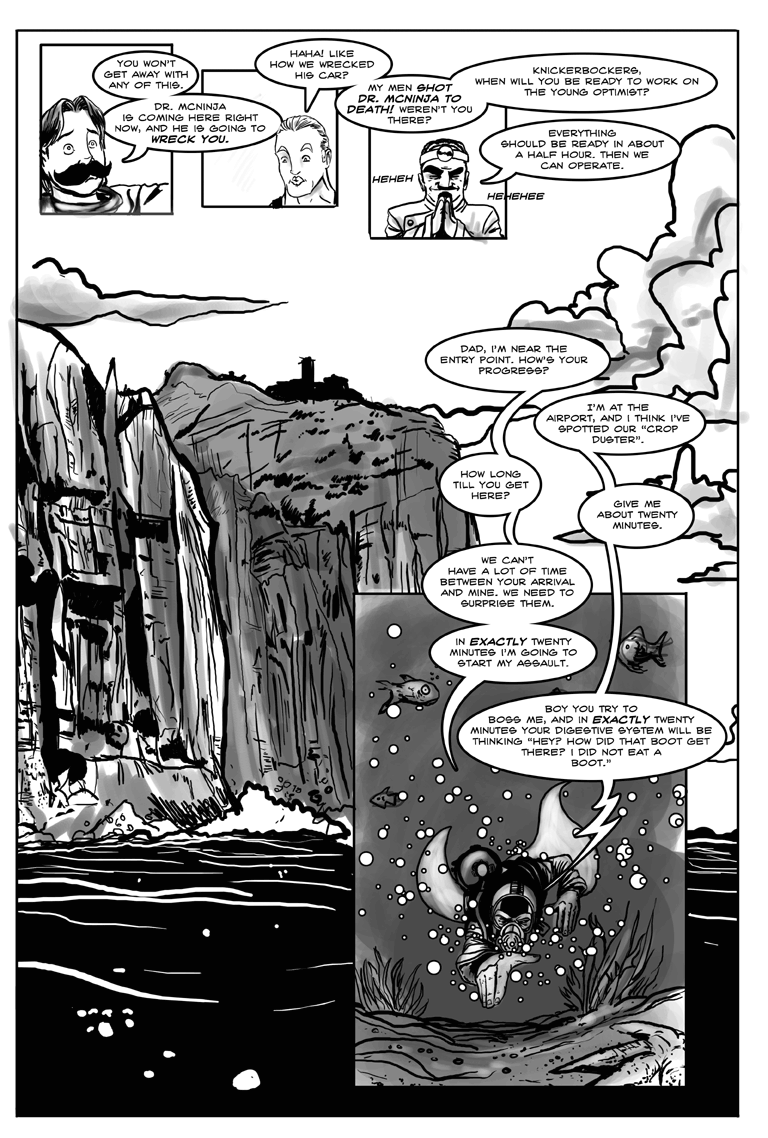 YOU WON'T
GET AWAY WITH
ANY OF THIS.
DR. MCNINJA
IS COMING HERE RIGHT
NOW, AND HE IS GOING TO
WRECK YOU.
HAHA! LIKE
HOW WE WRECKED
HIS CAR?
MY MEN SHOT
DR. MCNINJA TO
DEATH! WEREN'T YOU
THERE?
KNICKERBOCKERS,
WHEN WILL YOU BE READY TO WORK ON
THE YOUNG OPTIMIST?
EVERYTHING
SHOULD BE READY IN ABOUT
A HALF HOUR. THEN WE
CAN OPERATE.
HEHEH
HEHEHEE
DAD, I'M NEAR THE
ENTRY POINT. HOW'S YOUR
PROGRESS?
I'M AT THE
AIRPORT, AND I THINK I'VE
SPOTTED OUR "CROP
DUSTER".
HOW LONG
TILL YOU GET
HERE?
GIVE ME
ABOUT TWENTY
MINUTES.
WE CAN'T
HAVE A LOT OF TIME
BETWEEN YOUR ARRIVAL
AND MINE. WE NEED TO
SURPRISE THEM.
IN EXACTLY TWENTY
MINUTES I'M GOING TO
START MY ASSAULT.
BOY YOU TRY TO
BOSS ME, AND IN EXACTLY TWENTY
MINUTES YOUR DIGESTIVE SYSTEM WILL BE
THINKING "HEY? HOW DID THAT BOOT GET
THERE? I DID NOT EAT A
BOOT."